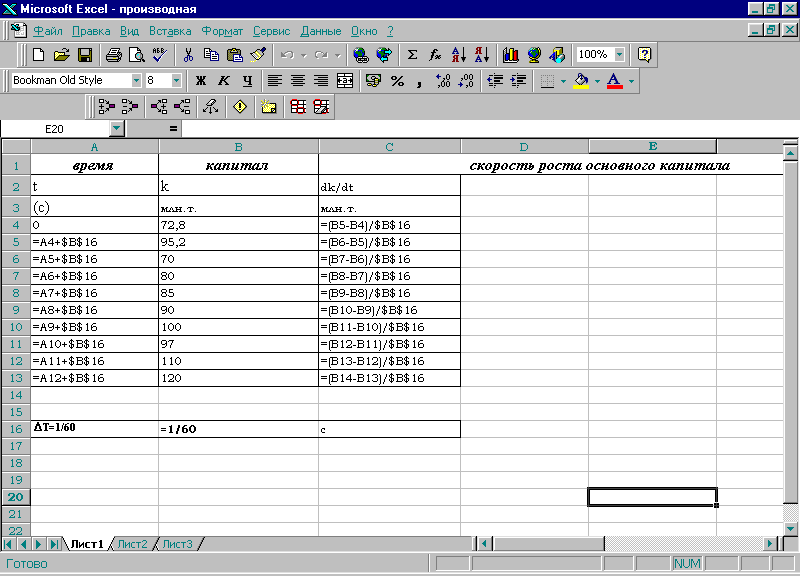 Microsoft Excel - производная
Файл Правка Вид Вставка Формат Сервис Данные Окно ?
100%
Bookman Old Style 8 Ж К Ч
E20 =
A B C D E
1 время капитал скорость роста основного капитала
2 t k dk/dt
3 (c) млн.т. млн.т.
4 0 72,8 =(B5-B4)/$B$16
5 =A4+$B$16 95,2 =(B6-B5)/$B$16
6 =A5+$B$16 70 =(B7-B6)/$B$16
7 =A6+$B$16 80 =(B8-B7)/$B$16
8 =A7+$B$16 85 =(B9-B8)/$B$16
9 =A8+$B$16 90 =(B10-B9)/$B$16
10 =A9+$B$16 100 =(B11-B10)/$B$16
11 =A10+$B$16 97 =(B12-B11)/$B$16
12 =A11+$B$16 110 =(B13-B12)/$B$16
13 =A12+$B$16 120 =(B14-B13)/$B$16
14
15
16 ΔT=1/60 =1/60 c
17
18
19
20
21
22
Лист1 Лист2 Лист3
Готово NUM